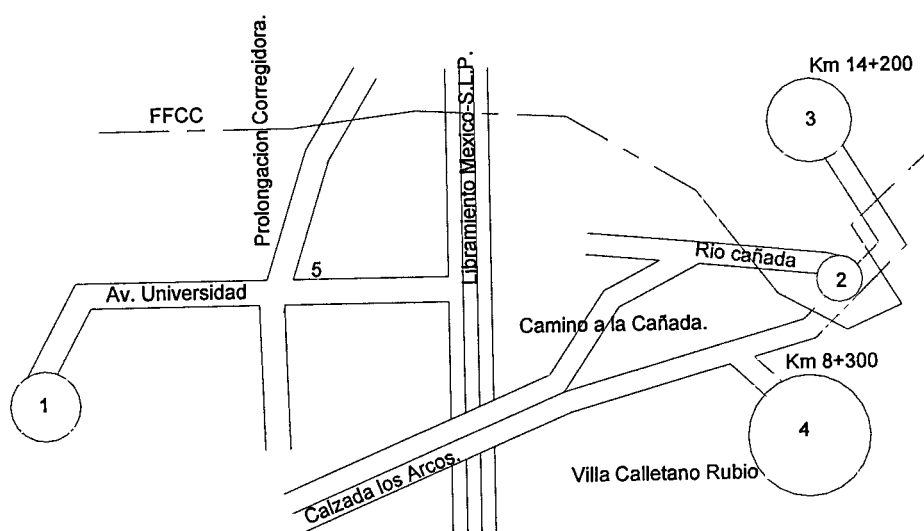 Km 14+200
3
FFCC
Prolongacion Corregidora.
Libramiento Mexico-S.L.P.
5
Rio cañada
2
Av. Universidad
Camino a la Cañada.
Km 8+300
1
4
Villa Calletano Rubio
Calzada los Arcos.